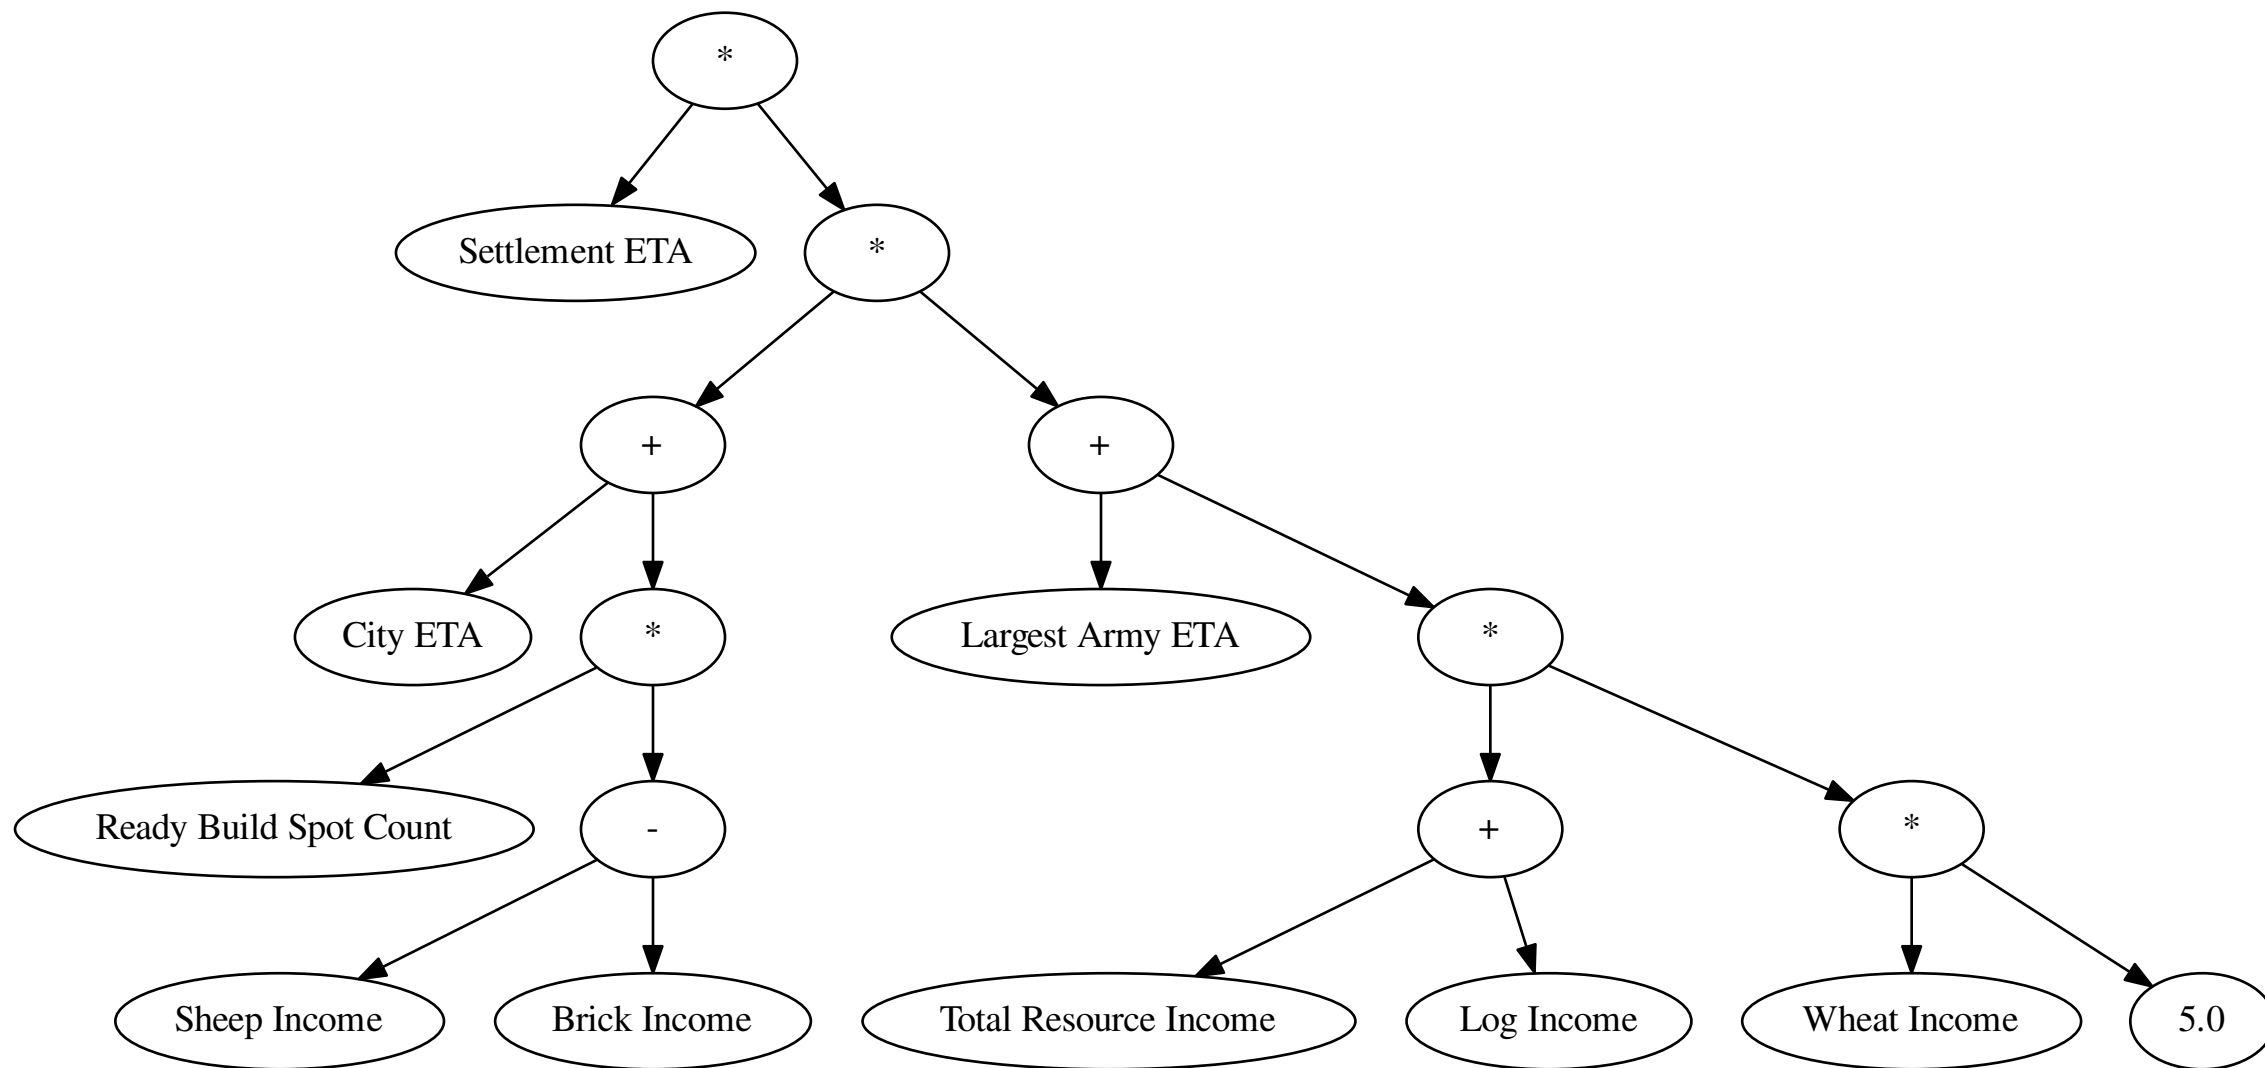 *
Settlement ETA
*
+
+
City ETA
*
Largest Army ETA
*
Ready Build Spot Count
-
+
*
Sheep Income
Brick Income
Total Resource Income
Log Income
Wheat Income
5.0